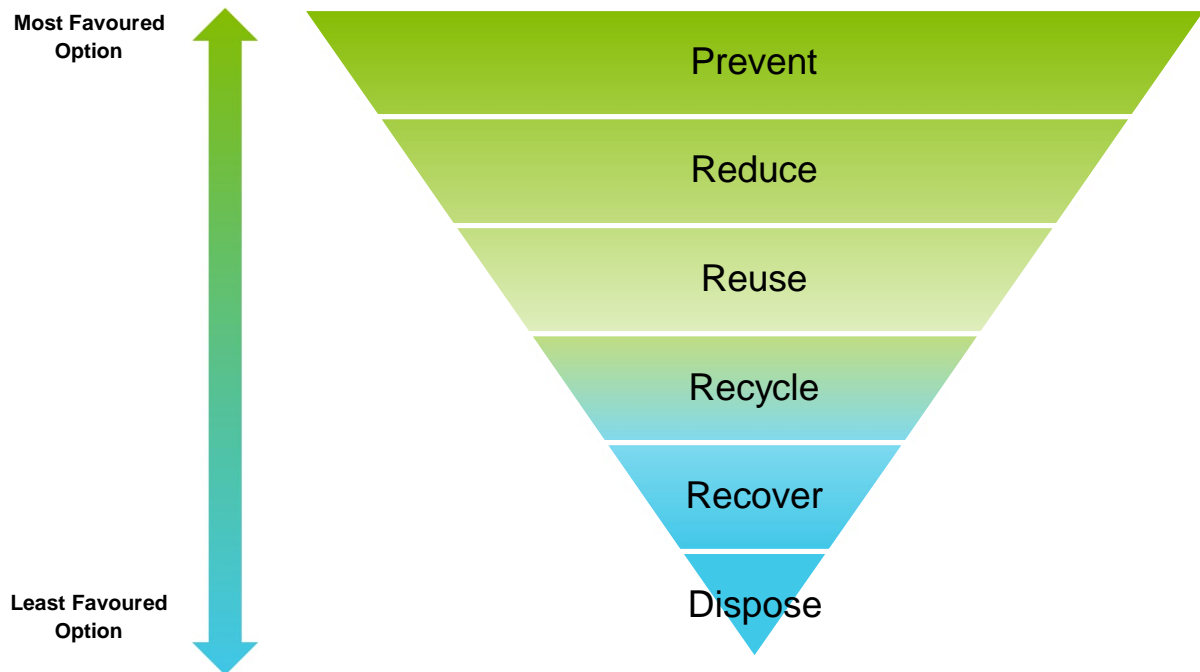 Most Favoured
Option
Prevent
Reduce
Reuse
Recycle
Recover
Dispose
Least Favoured
Option